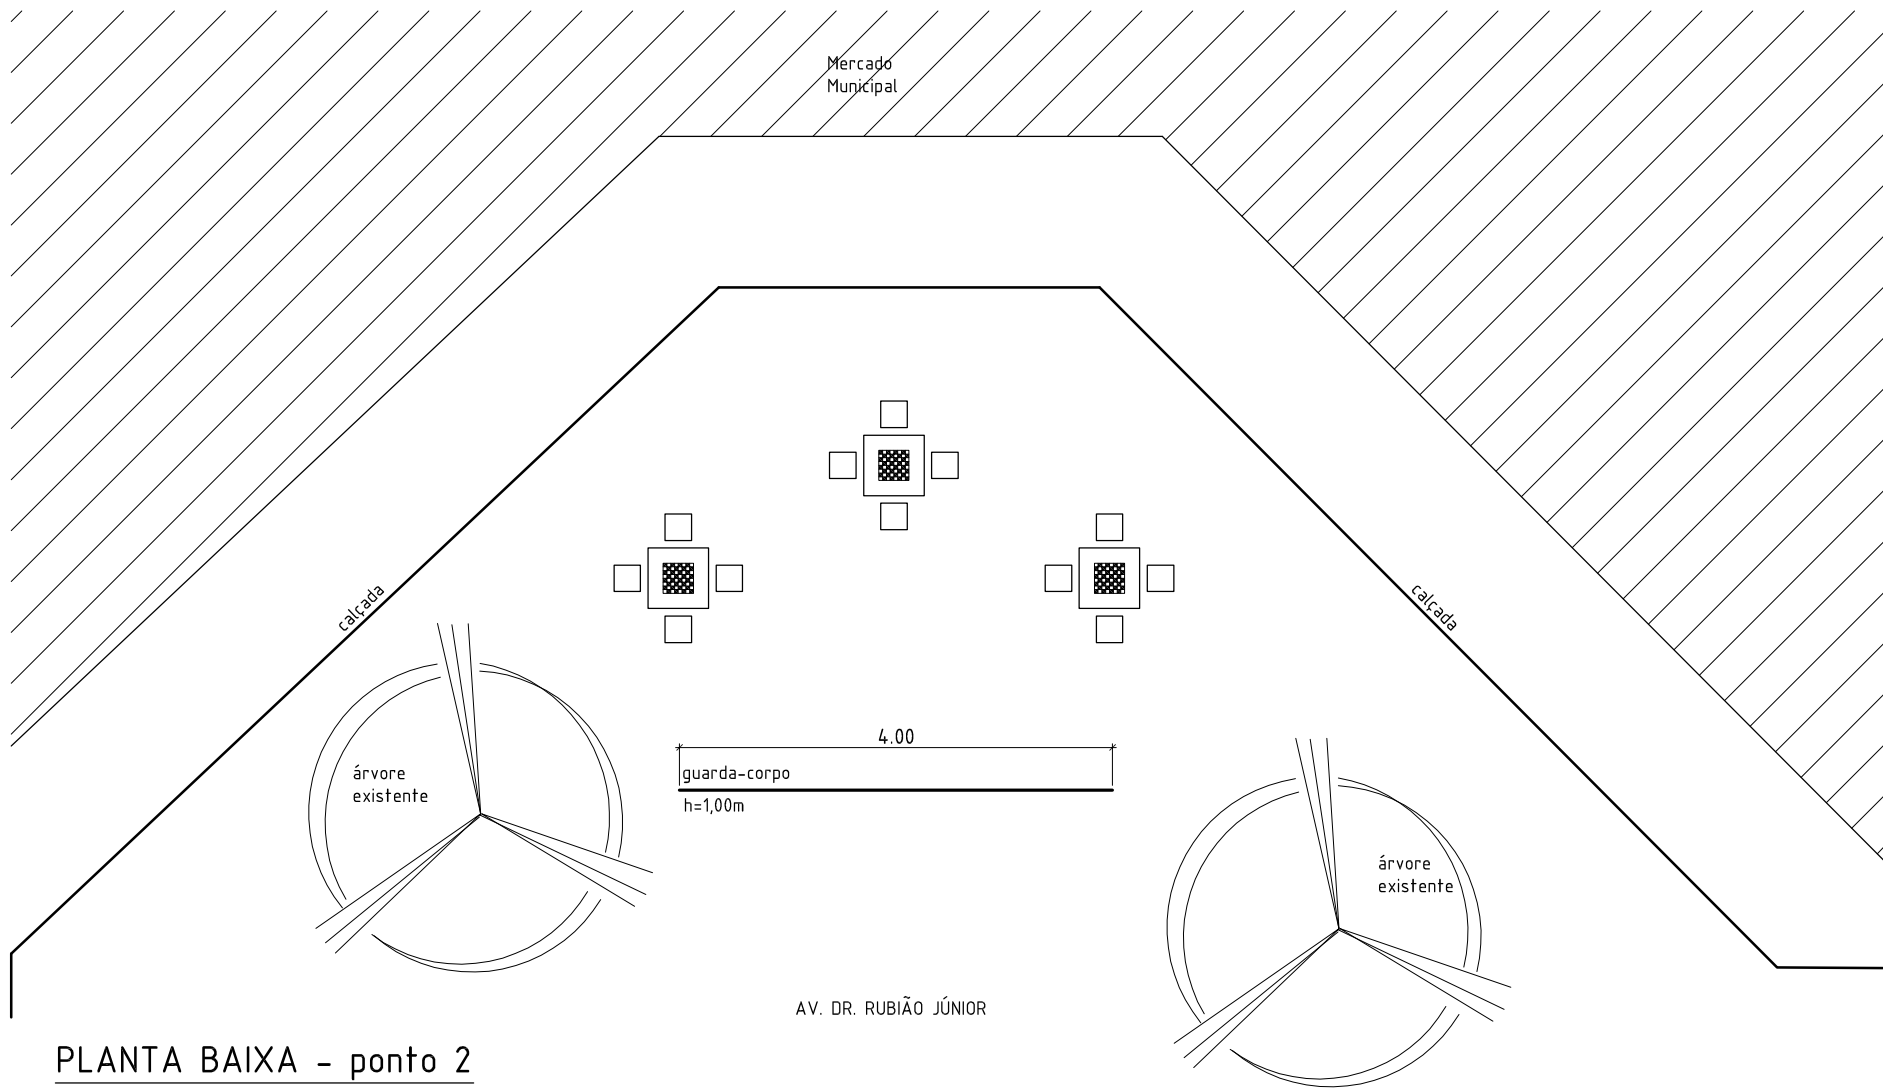 Mercado
Municipal
calçada
calçada
4.00
guarda-corpo
h=1,00m
árvore
existente
árvore
existente
AV. DR. RUBIÃO JÚNIOR
PLANTA BAIXA - ponto 2